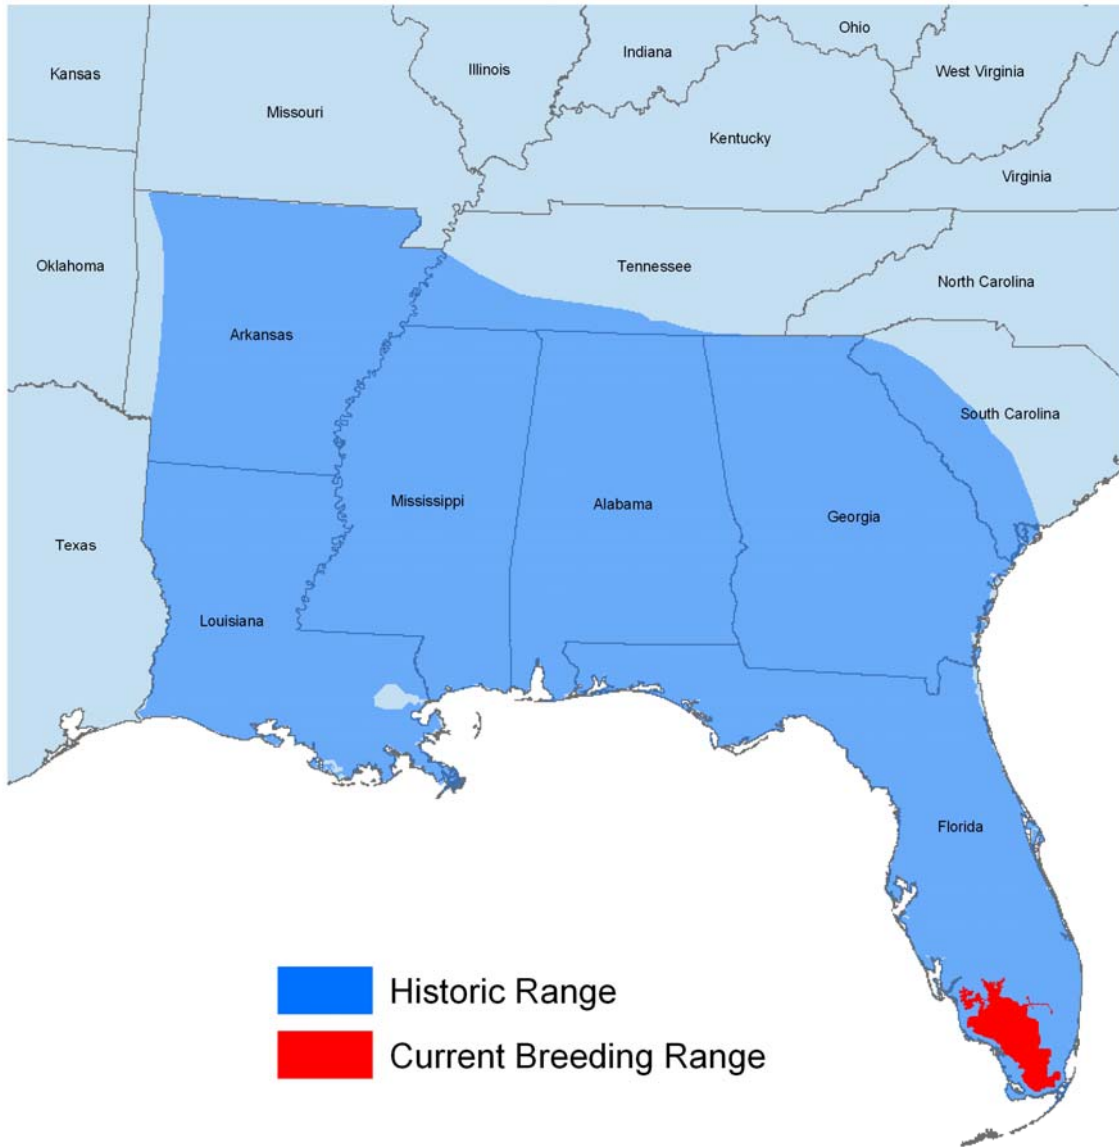 Ohio
Indiana
Illinois
Kansas
West Virginia
Missouri
Kentucky
Virginia
Tennessee
Oklahoma
North Carolina
Arkansas
South Carolina
Mississippi
Alabama
Georgia
Texas
Louisiana
Florida
Historic Range
Current Breeding Range